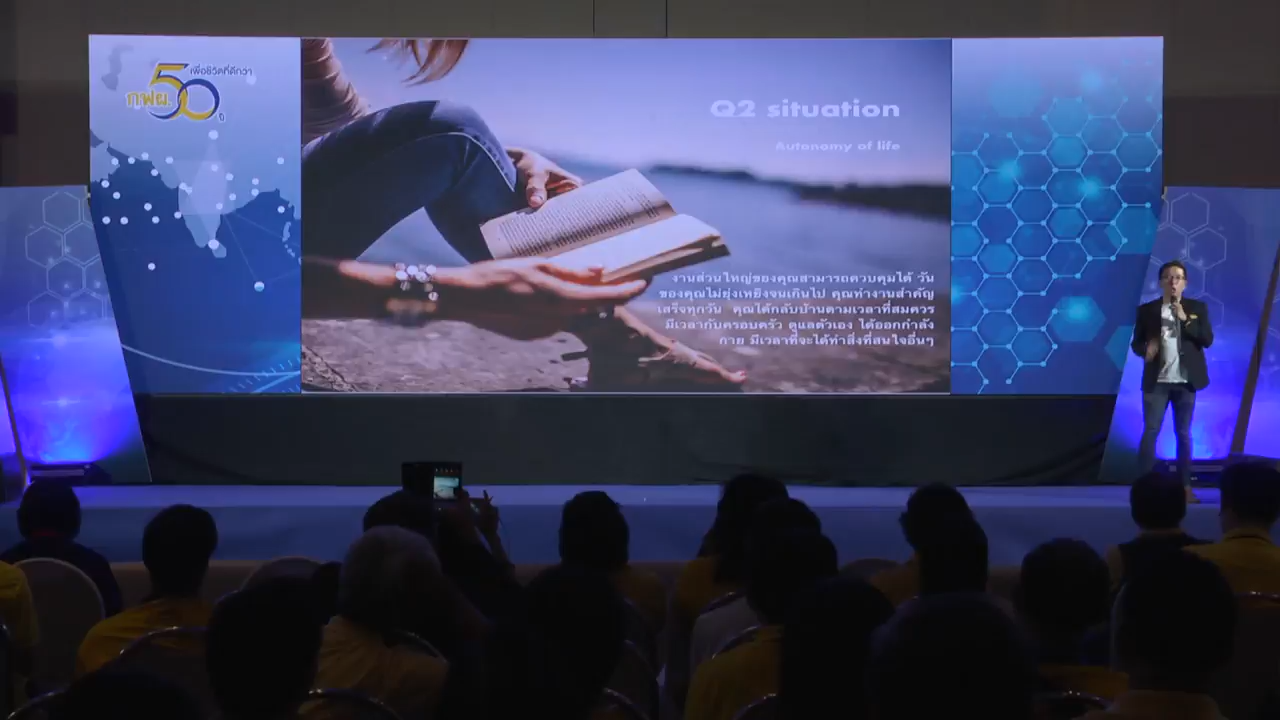 เพื่อชีวิตที่ดีกว่า
กฟผ. 50 ปี
Q2 situation
Autonomy of life
งานส่วนใหญ่ของคุณสามารถควบคุมได้ วัน
ของคุณไม่ยุ่งเหยิงจนเกินไป คุณทำงานสำคัญ
เสร็จทุกวัน คุณได้กลับบ้านตามเวลาที่สมควร
มีเวลากับครอบครัว ดูแลตัวเอง ได้ออกกำลัง
กาย มีเวลาที่จะได้ทำสิ่งที่สนใจอื่นๆ